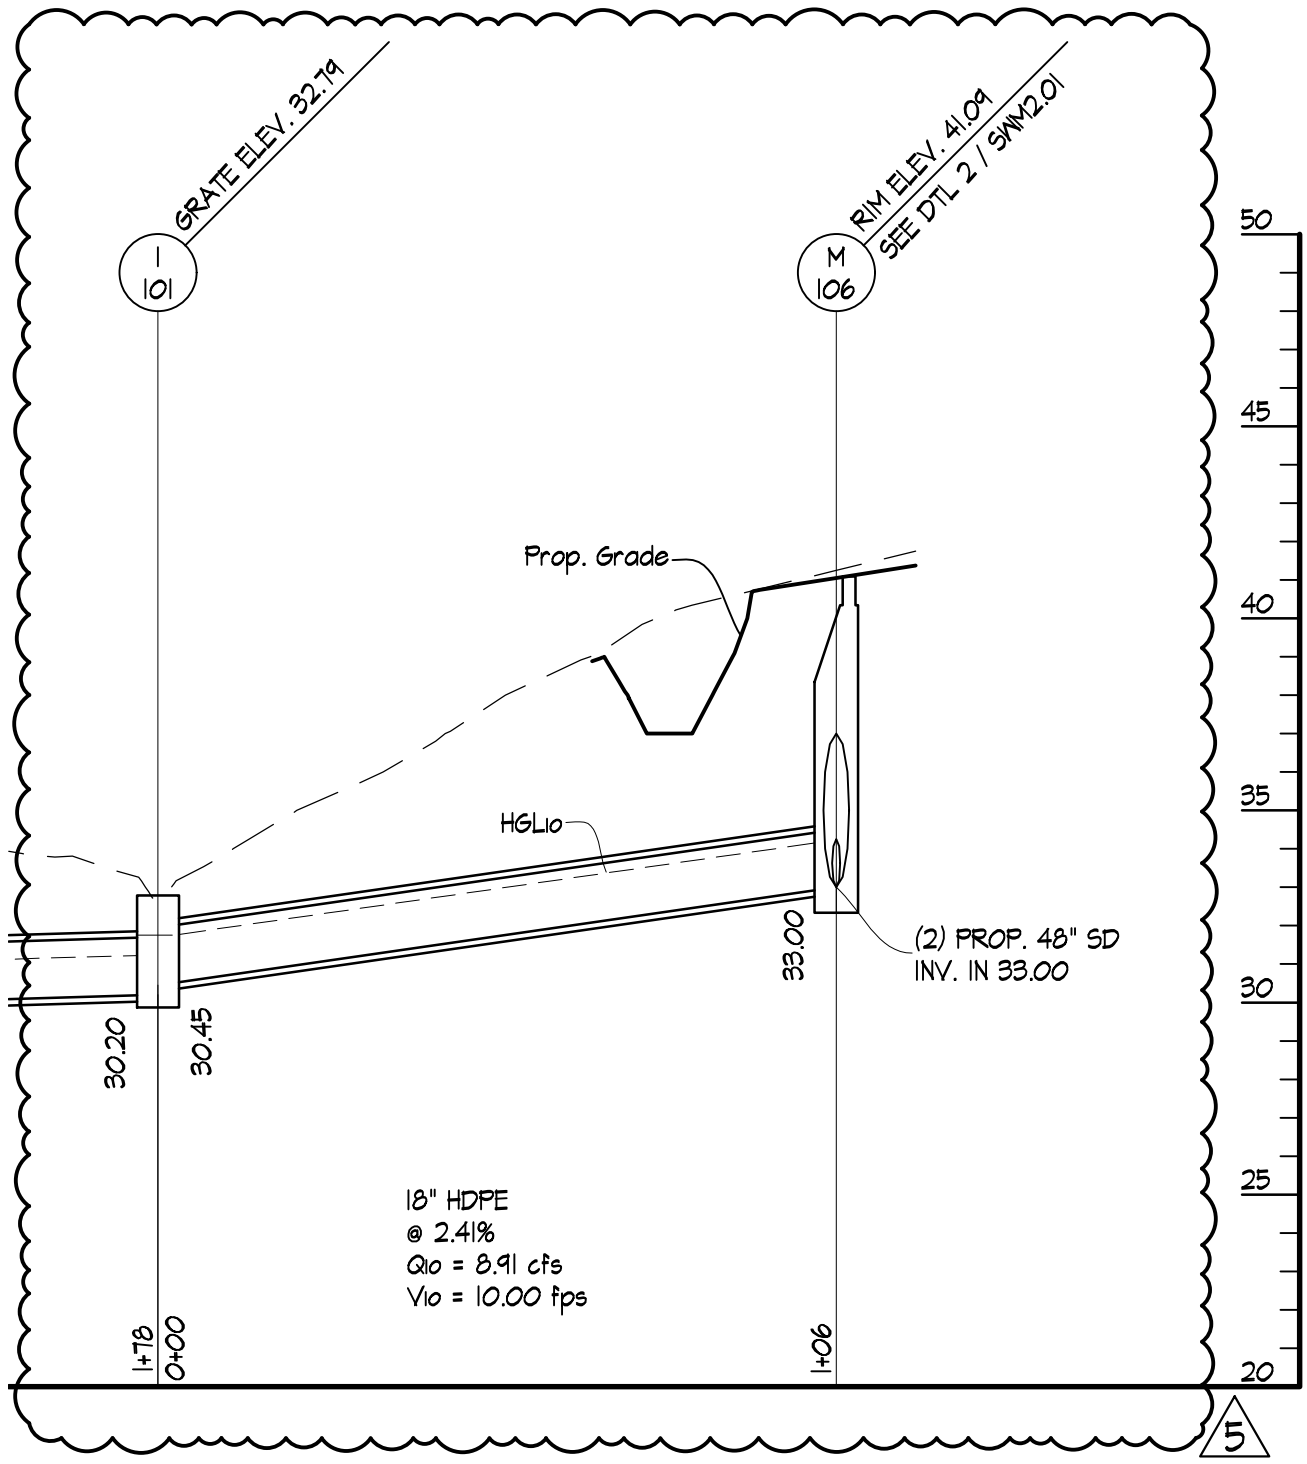 GRATE ELEV. 32.79
RIM ELEV. 41.09
SEE DTL 2 / SWM2.01
I
101
M
106
50
45
40
35
30
25
20
Prop. Grade
HGL10
33.00
(2) PROP. 48" SD
INV. IN 33.00
30.20
30.45
18" HDPE
@ 2.41%
Q10 = 8.91 cfs
V10 = 10.00 fps
1+78
0+00
1+06
5